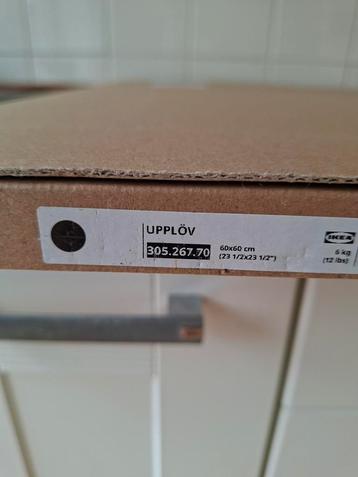 UPPLÖV
305.267.70
60x60 cm
(23 1/2x23 1/2")
IKEA
6 kg
(12 lbs)